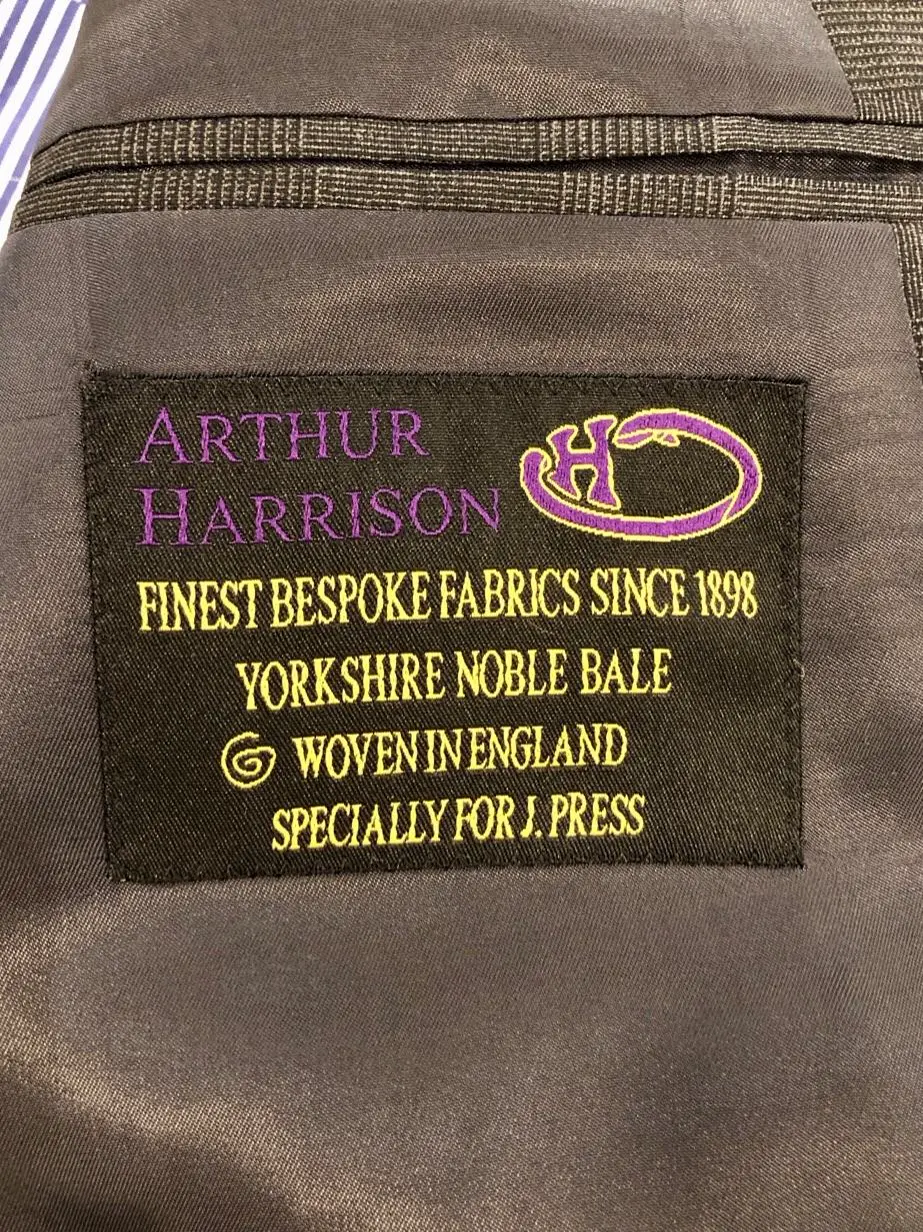 ARTHUR
HARRISON
H
FINEST BESPOKE FABRICS SINCE 1898
YORKSHIRE NOBLE BALE
WOVEN IN ENGLAND
SPECIALLY FOR J. PRESS